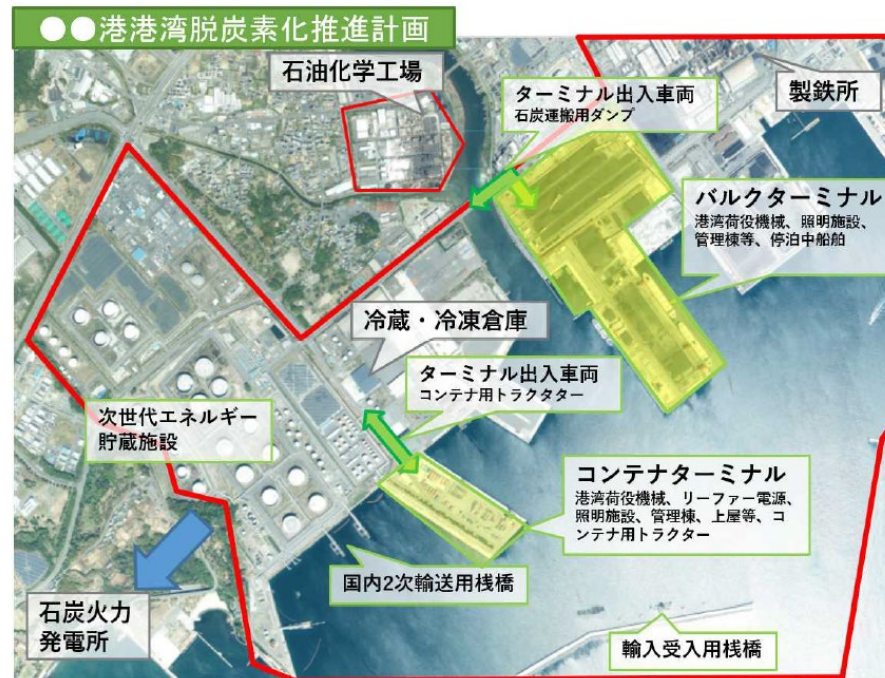 ●●港港湾脱炭素化推進計画
石油化学工場
ターミナル出入車両
石炭運搬用ダンプ
製鉄所
バルクターミナル
港湾荷役機械、照明施設、
管理棟等、停泊中船舶
冷蔵・冷凍倉庫
ターミナル出入車両
コンテナ用トラクタター
次世代エネルギー
貯蔵施設
コンテナターミナル
港湾荷役機械、リーファー電源、
照明施設、管理棟、上屋等、コ
ンテナ用トラクター
国内2次輸送用桟橋
石炭火力
発電所
輸入受入用桟橋